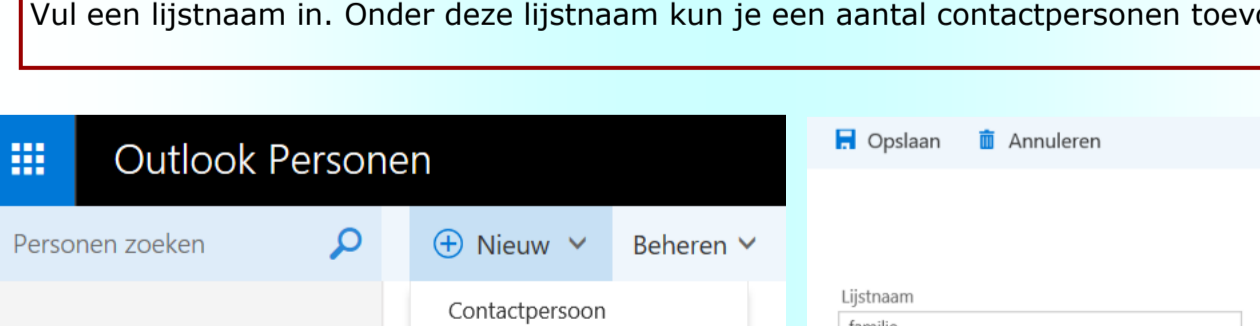 Vul een lijstnaam in. Onder deze lijstnaam kun je een aantal contactpersonen
Outlook Personen
Personen zoeken
Nieuw
Beheren
Contactpersoon
Opslaan
Annuleren
Lijstnaam
familie